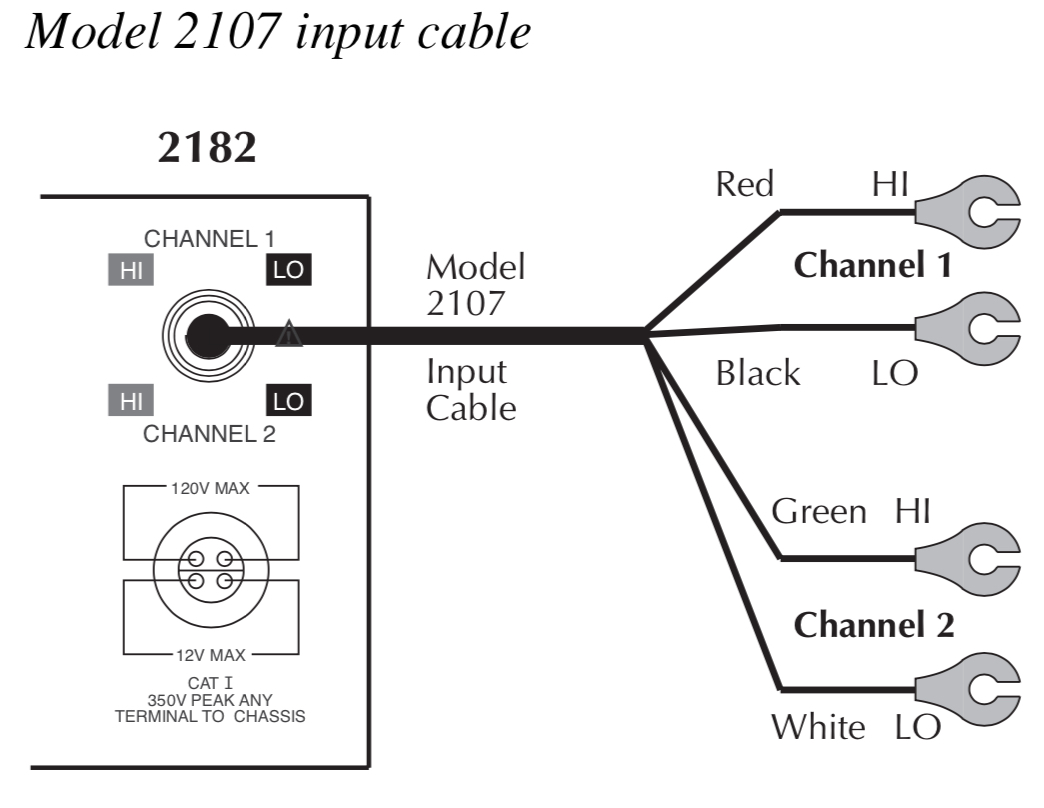 Model 2107 input cable
2182
CHANNEL 1
HI LO
HI LO
CHANNEL 2
120V MAX
12V MAX
CAT I
350V PEAK ANY
TERMINAL TO CHASSIS
Model
2107
Input
Cable
Red HI
Channel 1
Black LO
Green HI
Channel 2
White LO